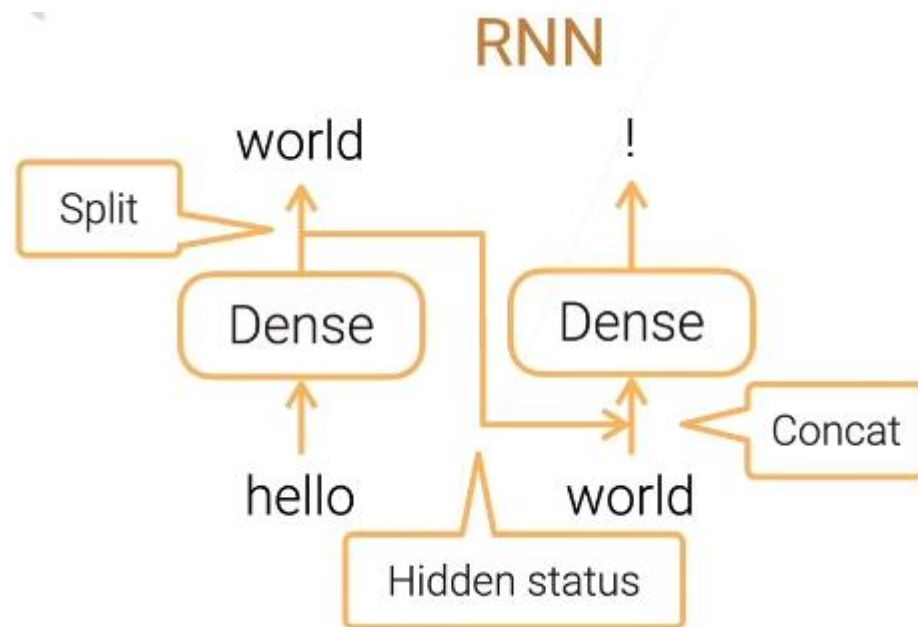 RNN
world
!
Split
Dense
Dense
Concat
hello
world
Hidden status